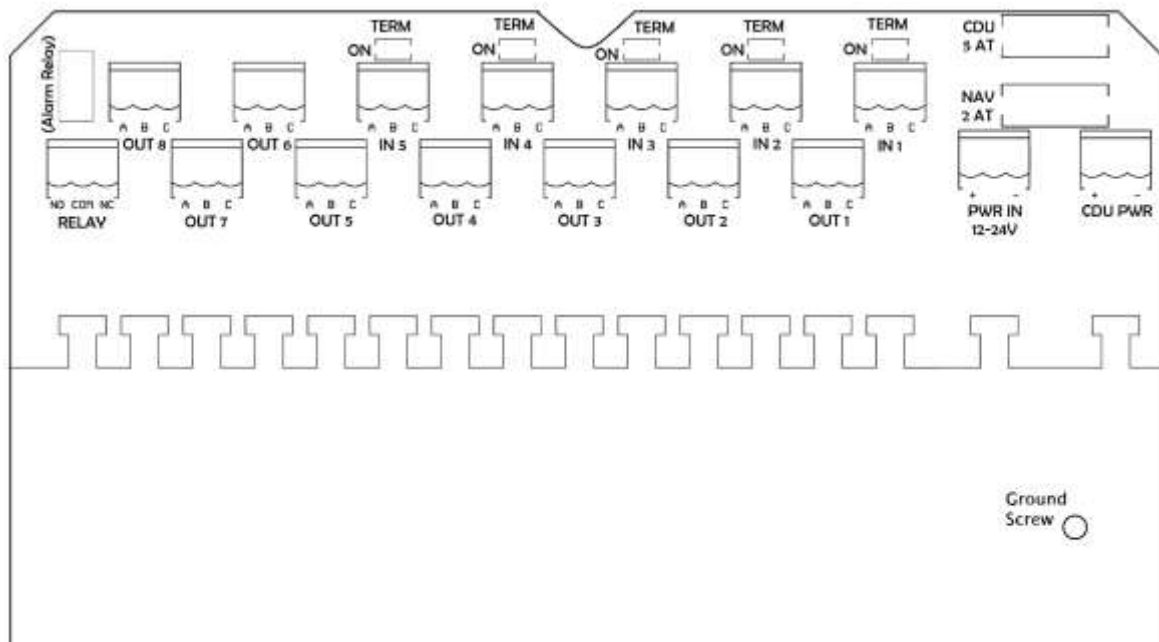 TERM TERM TERM TERM TERM
CDU
5 AT
ON ON ON ON ON
(Alarm Relay)
NAV
2 AT
A B C A B C A B C A B C A B C A B C A B C
OUT 8 OUT 6 IN 5 IN 4 IN 3 IN 2 IN 1
NO COM NC A B C A B C A B C A B C A B C A B C + - + -
RELAY OUT 7 OUT 5 OUT 4 OUT 3 OUT 2 OUT 1 PWR IN CDU PWR
12-24V
Ground
Screw